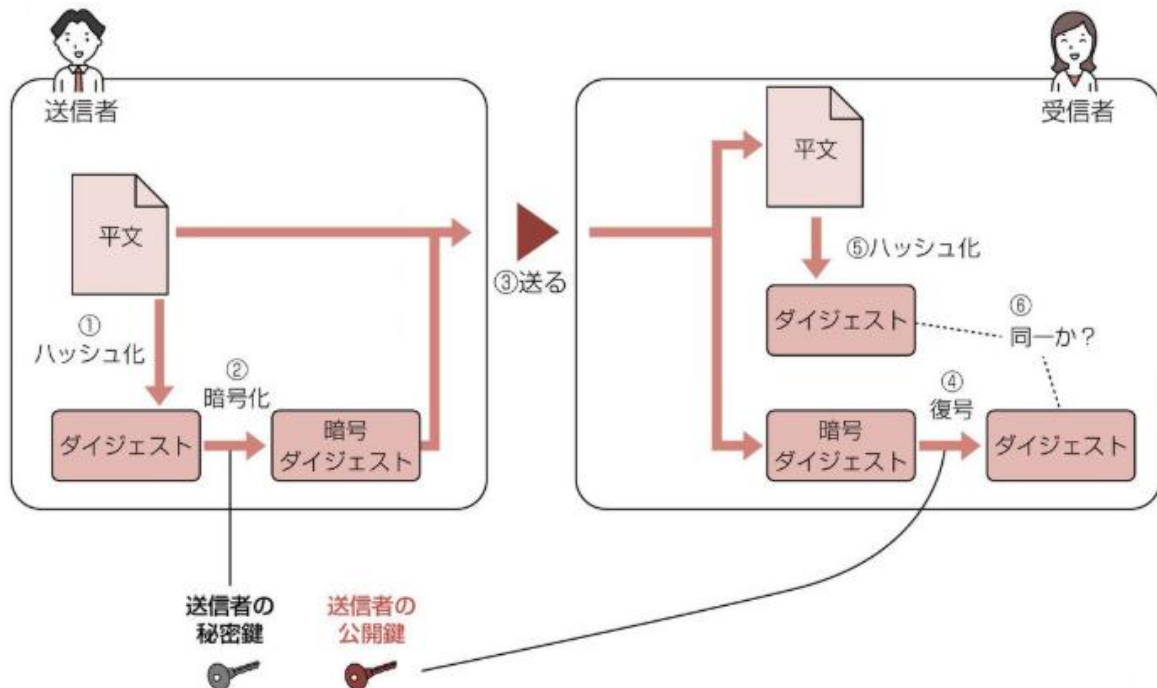 送信者
平文
①
ハッシュ化
ダイジェスト
②
暗号化
暗号
ダイジェスト
③送る
受信者
平文
⑤ハッシュ化
ダイジェスト
⑥
同一か？
暗号
ダイジェスト
④
復号
ダイジェスト
送信者の
秘密鍵
送信者の
公開鍵